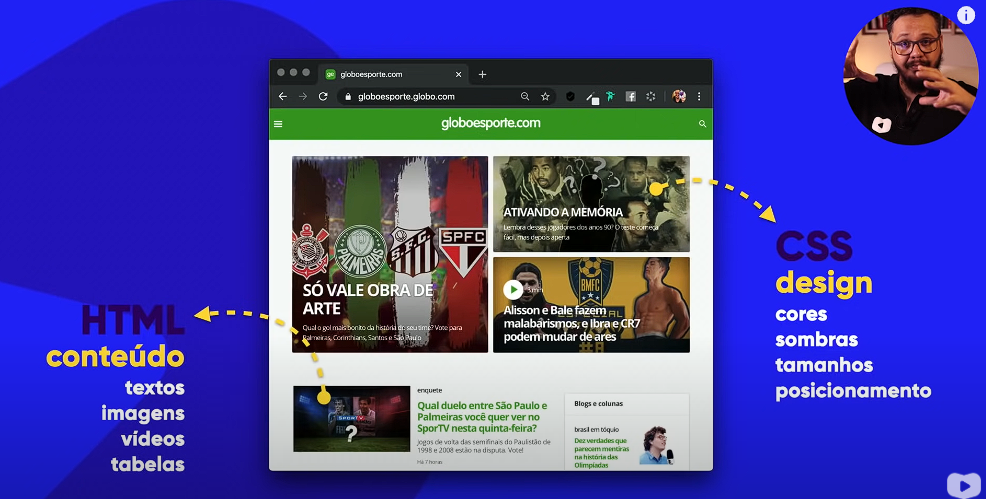 globoesporte.com
globoesporte.globo.com
globoesporte.com
SÓ VALE OBRA DE
ARTE
Qual o gol mais bonito da história do seu time? Vote para
Palmeiras, Corinthians, Santos e São Paulo
PALMEIRAS
SPFC
ATIVANDO A MEMÓRIA
Lembra desses jogadores dos anos 90? O teste começa
fácil, mas depois aperta
BMFC
5 min
ESPECIAL
Alisson e Bale fazem
malabarismos, e Ibra e CR7
podem mudar de ares
SPORTV
?
enquete
Qual duelo entre São Paulo e
Palmeiras você quer ver no
SporTV nesta quinta-feira?
Jogos de volta das semifinais do Paulistão de
1998 e 2008 estão na disputa. Vote!
Há 7 horas
Blogs e colunas
brasil em tóquio
Dez verdades que
parecem mentiras
na história das
Olimpíadas
HTML
conteúdo
textos
imagens
vídeos
tabelas
CSS
design
cores
sombras
tamanhos
posicionamento